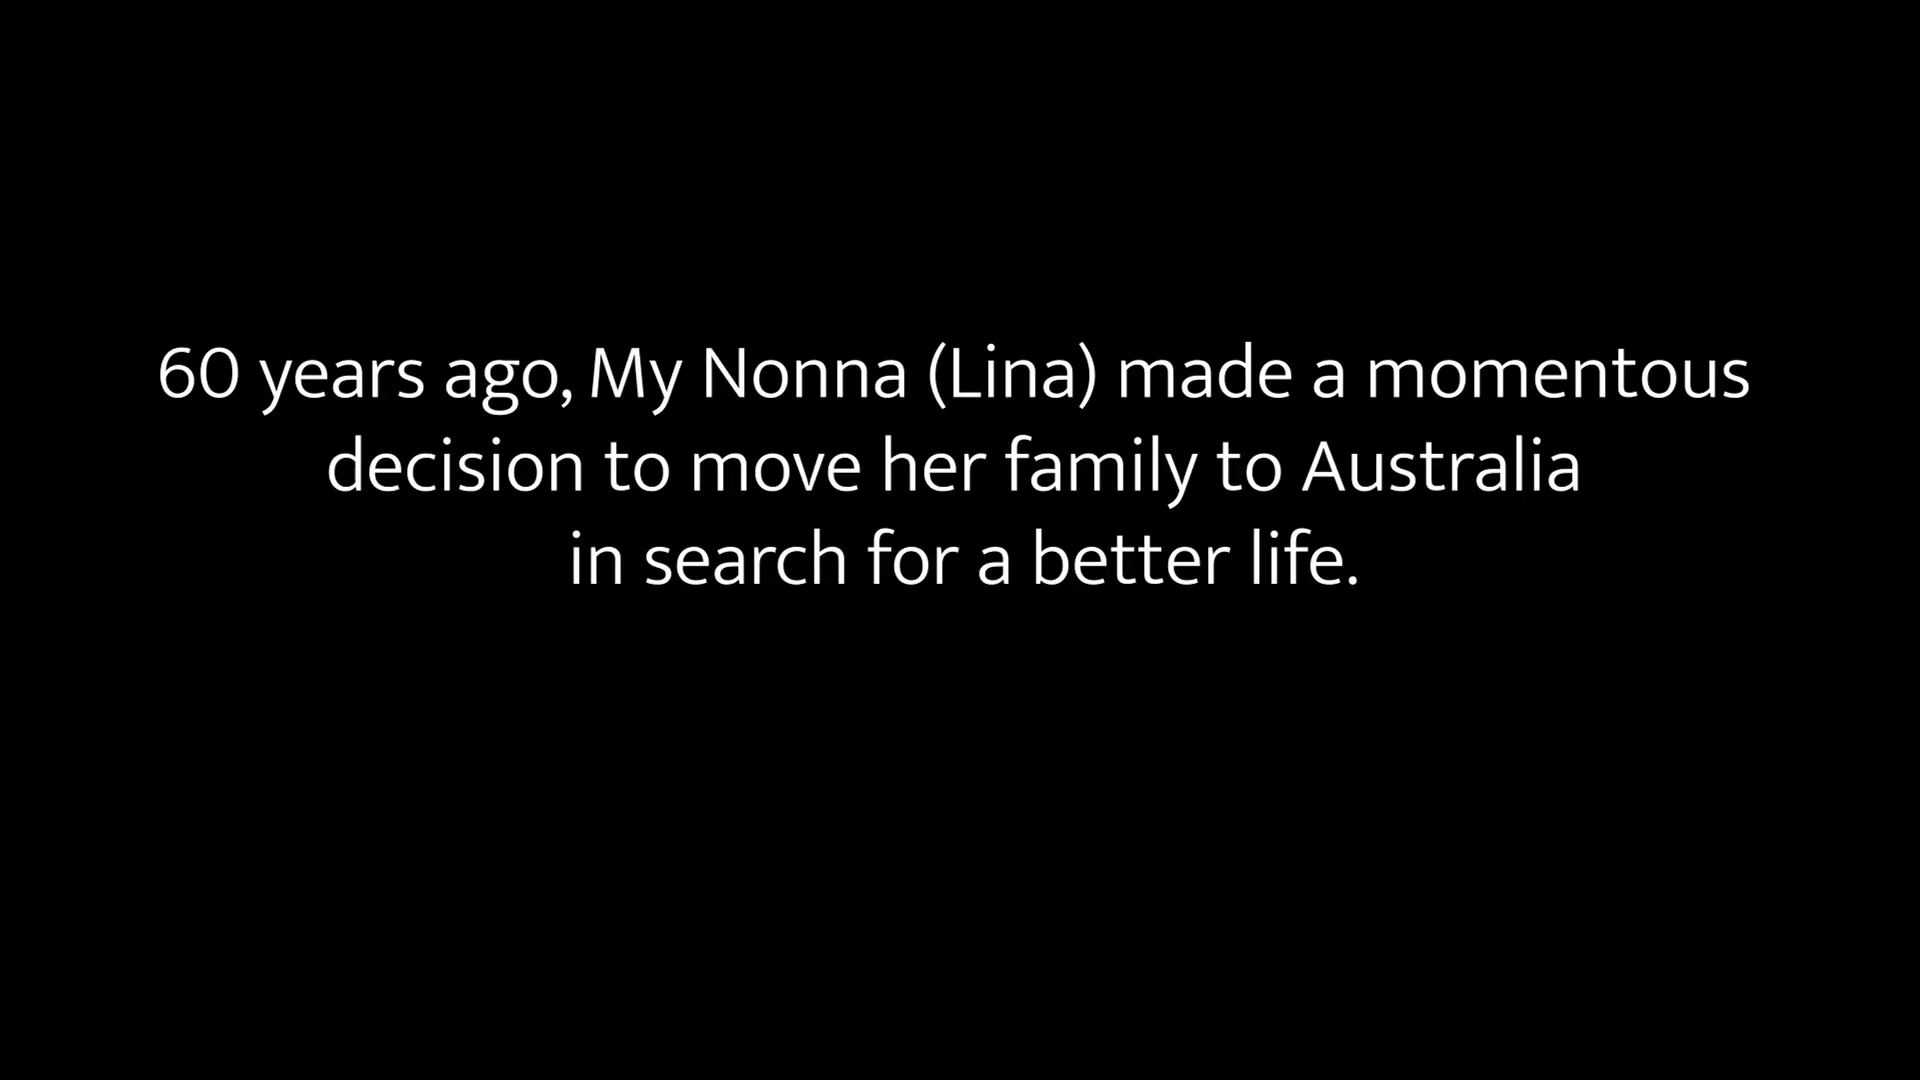 60 years ago, My Nonna (Lina) made a momentous
decision to move her family to Australia
in search for a better life.